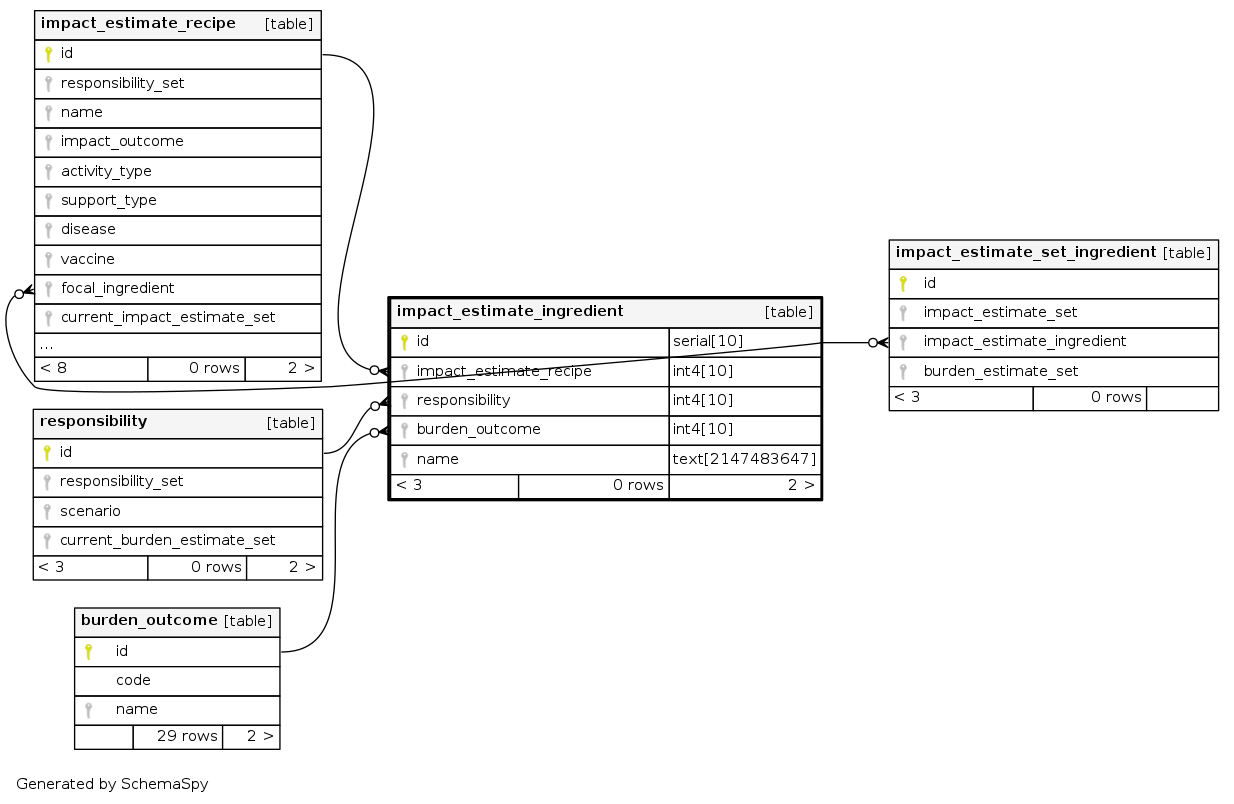 impact_estimate_recipe [table]
id
responsibility_set
name
impact_outcome
activity_type
support_type
disease
vaccine
focal_ingredient
current_impact_estimate_set
...
< 8 0 rows 2 >
responsibility [table]
id
responsibility_set
scenario
current_burden_estimate_set
< 3 0 rows 2 >
burden_outcome [table]
id
code
name
29 rows 2 >
impact_estimate_ingredient [table]
id serial[10]
impact_estimate_recipe int4[10]
responsibility int4[10]
burden_outcome int4[10]
name text[2147483647]
< 3 0 rows 2 >
impact_estimate_set_ingredient [table]
id
impact_estimate_set
impact_estimate_ingredient
burden_estimate_set
< 3 0 rows
Generated by SchemaSpy